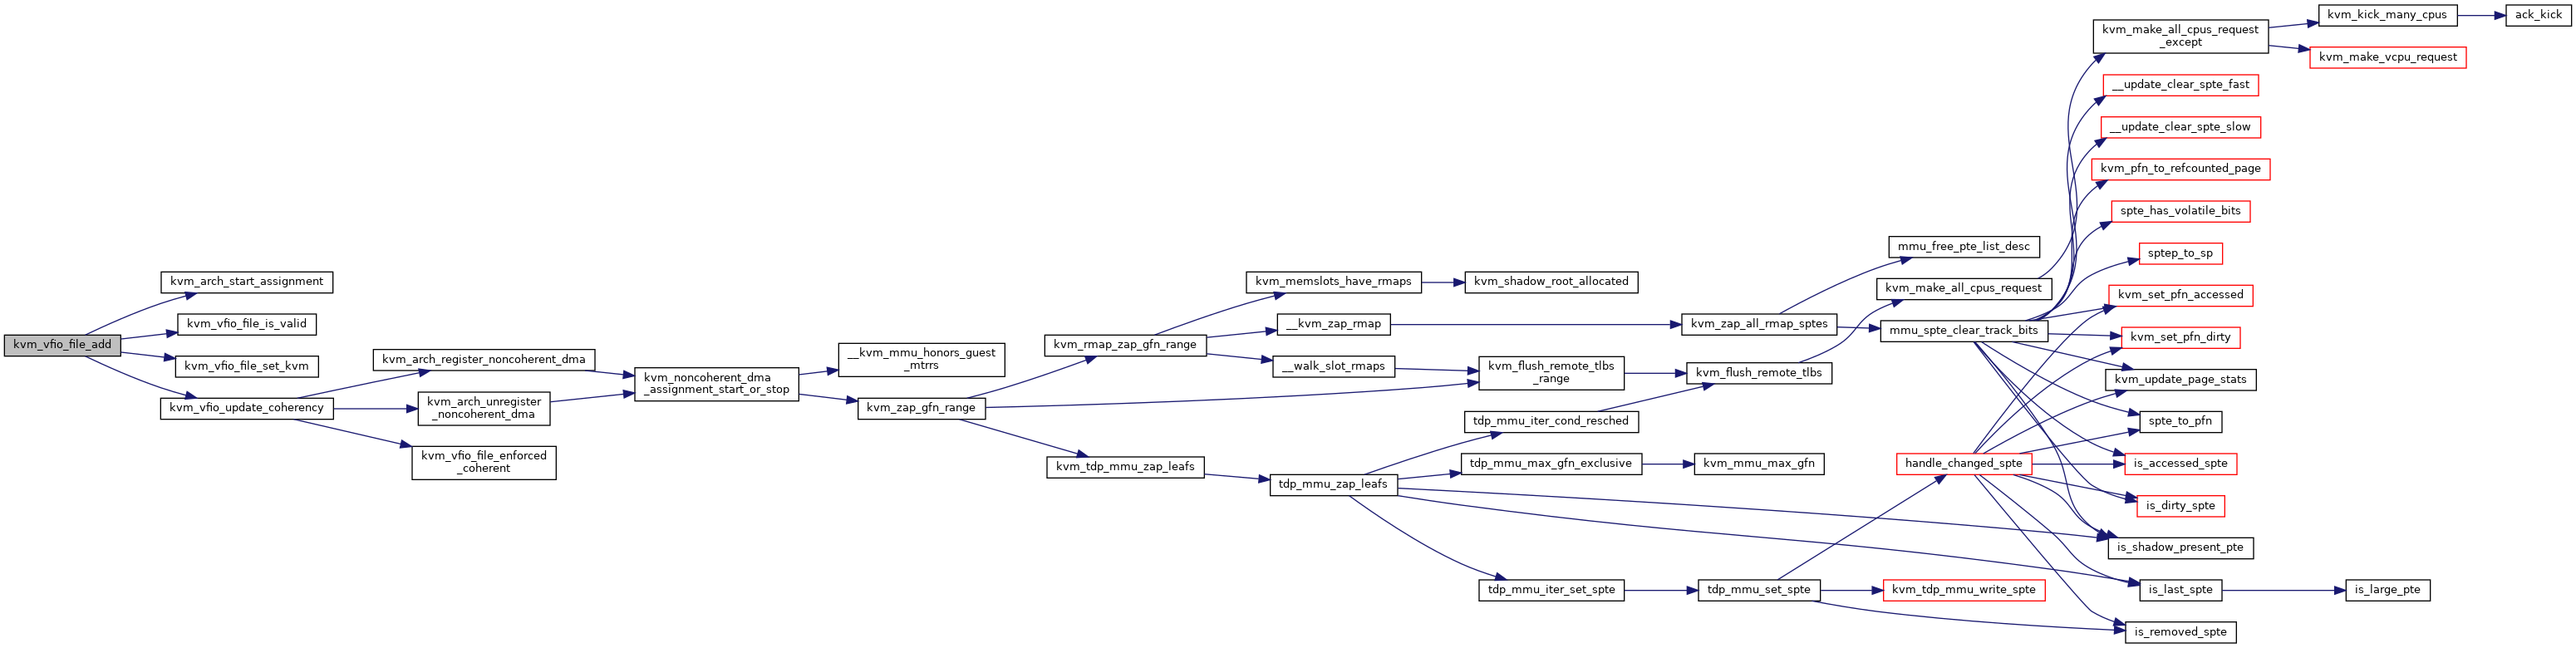 kvm_vfio_file_add
kvm_arch_start_assignment
kvm_vfio_file_is_valid
kvm_vfio_file_set_kvm
kvm_vfio_update_coherency
kvm_arch_register_noncoherent_dma
kvm_arch_unregister
_noncoherent_dma
kvm_vfio_file_enforced
_coherent
kvm_noncoherent_dma
_assignment_start_or_stop
__kvm_mmu_honors_guest
_mtrrs
kvm_zap_gfn_range
kvm_rmap_zap_gfn_range
kvm_tdp_mmu_zap_leafs
kvm_memslots_have_rmaps
__kvm_zap_rmap
__walk_slot_rmaps
tdp_mmu_zap_leafs
kvm_shadow_root_allocated
kvm_flush_remote_tlbs
_range
tdp_mmu_iter_cond_resched
tdp_mmu_max_gfn_exclusive
tdp_mmu_iter_set_spte
kvm_zap_all_rmap_sptes
kvm_flush_remote_tlbs
kvm_mmu_max_gfn
tdp_mmu_set_spte
mmu_free_pte_list_desc
kvm_make_all_cpus_request
mmu_spte_clear_track_bits
handle_changed_spte
kvm_tdp_mmu_write_spte
kvm_make_all_cpus_request
_except
__update_clear_spte_fast
__update_clear_spte_slow
kvm_pfn_to_refcounted_page
spte_has_volatile_bits
sptep_to_sp
kvm_set_pfn_accessed
kvm_set_pfn_dirty
kvm_update_page_stats
spte_to_pfn
is_accessed_spte
is_dirty_spte
is_shadow_present_pte
is_last_spte
is_removed_spte
kvm_kick_many_cpus
kvm_make_vcpu_request
is_large_pte
ack_kick